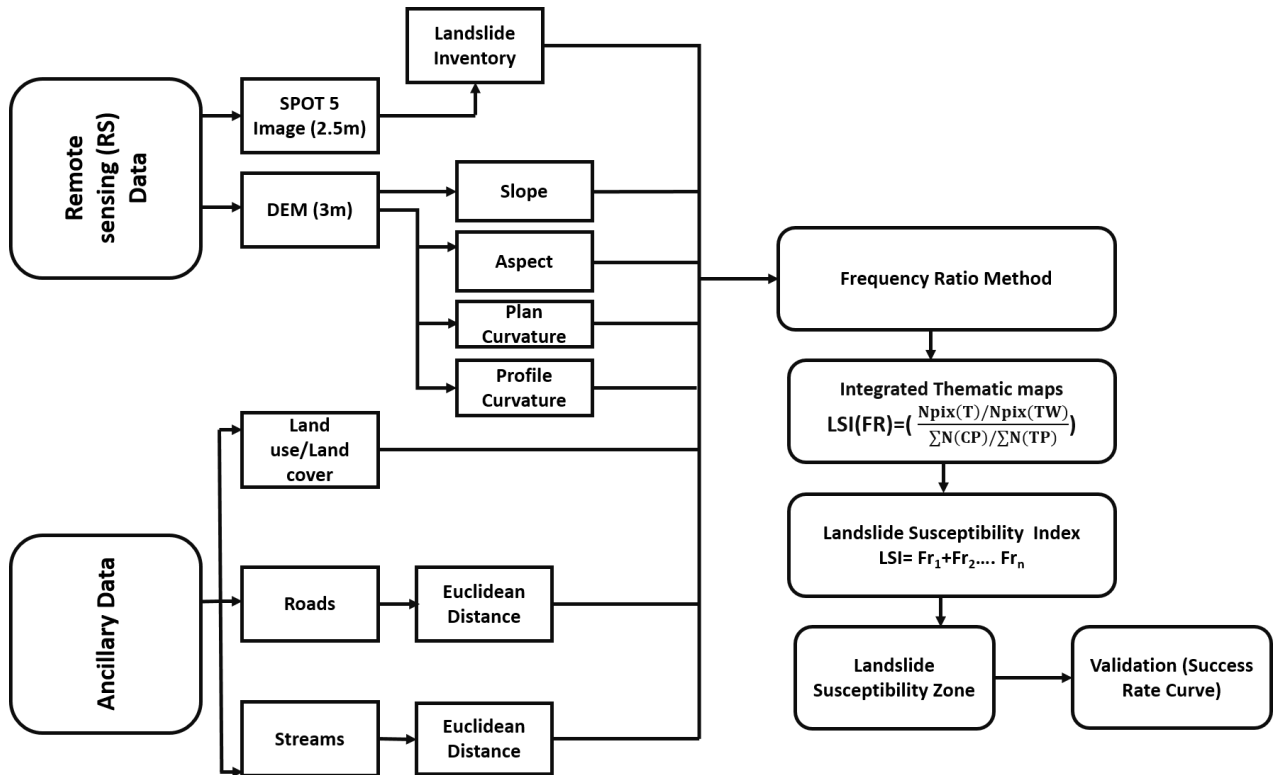 Landslide
Inventory
Remote
sensing (RS)
Data
SPOT 5
Image (2.5m)
DEM (3m)
Slope
Aspect
Plan
Curvature
Profile
Curvature
Ancillary Data
Land
use/Land
cover
Roads
Euclidean
Distance
Streams
Euclidean
Distance
Frequency Ratio Method
Integrated Thematic maps
LSI(FR)=( Npix(T)/Npix(TW)
∑N(CP)/∑N(TP) )
Landslide Susceptibility Index
LSI= Fr₁+Fr₂.... Frₙ
Landslide
Susceptibility Zone
Validation (Success
Rate Curve)